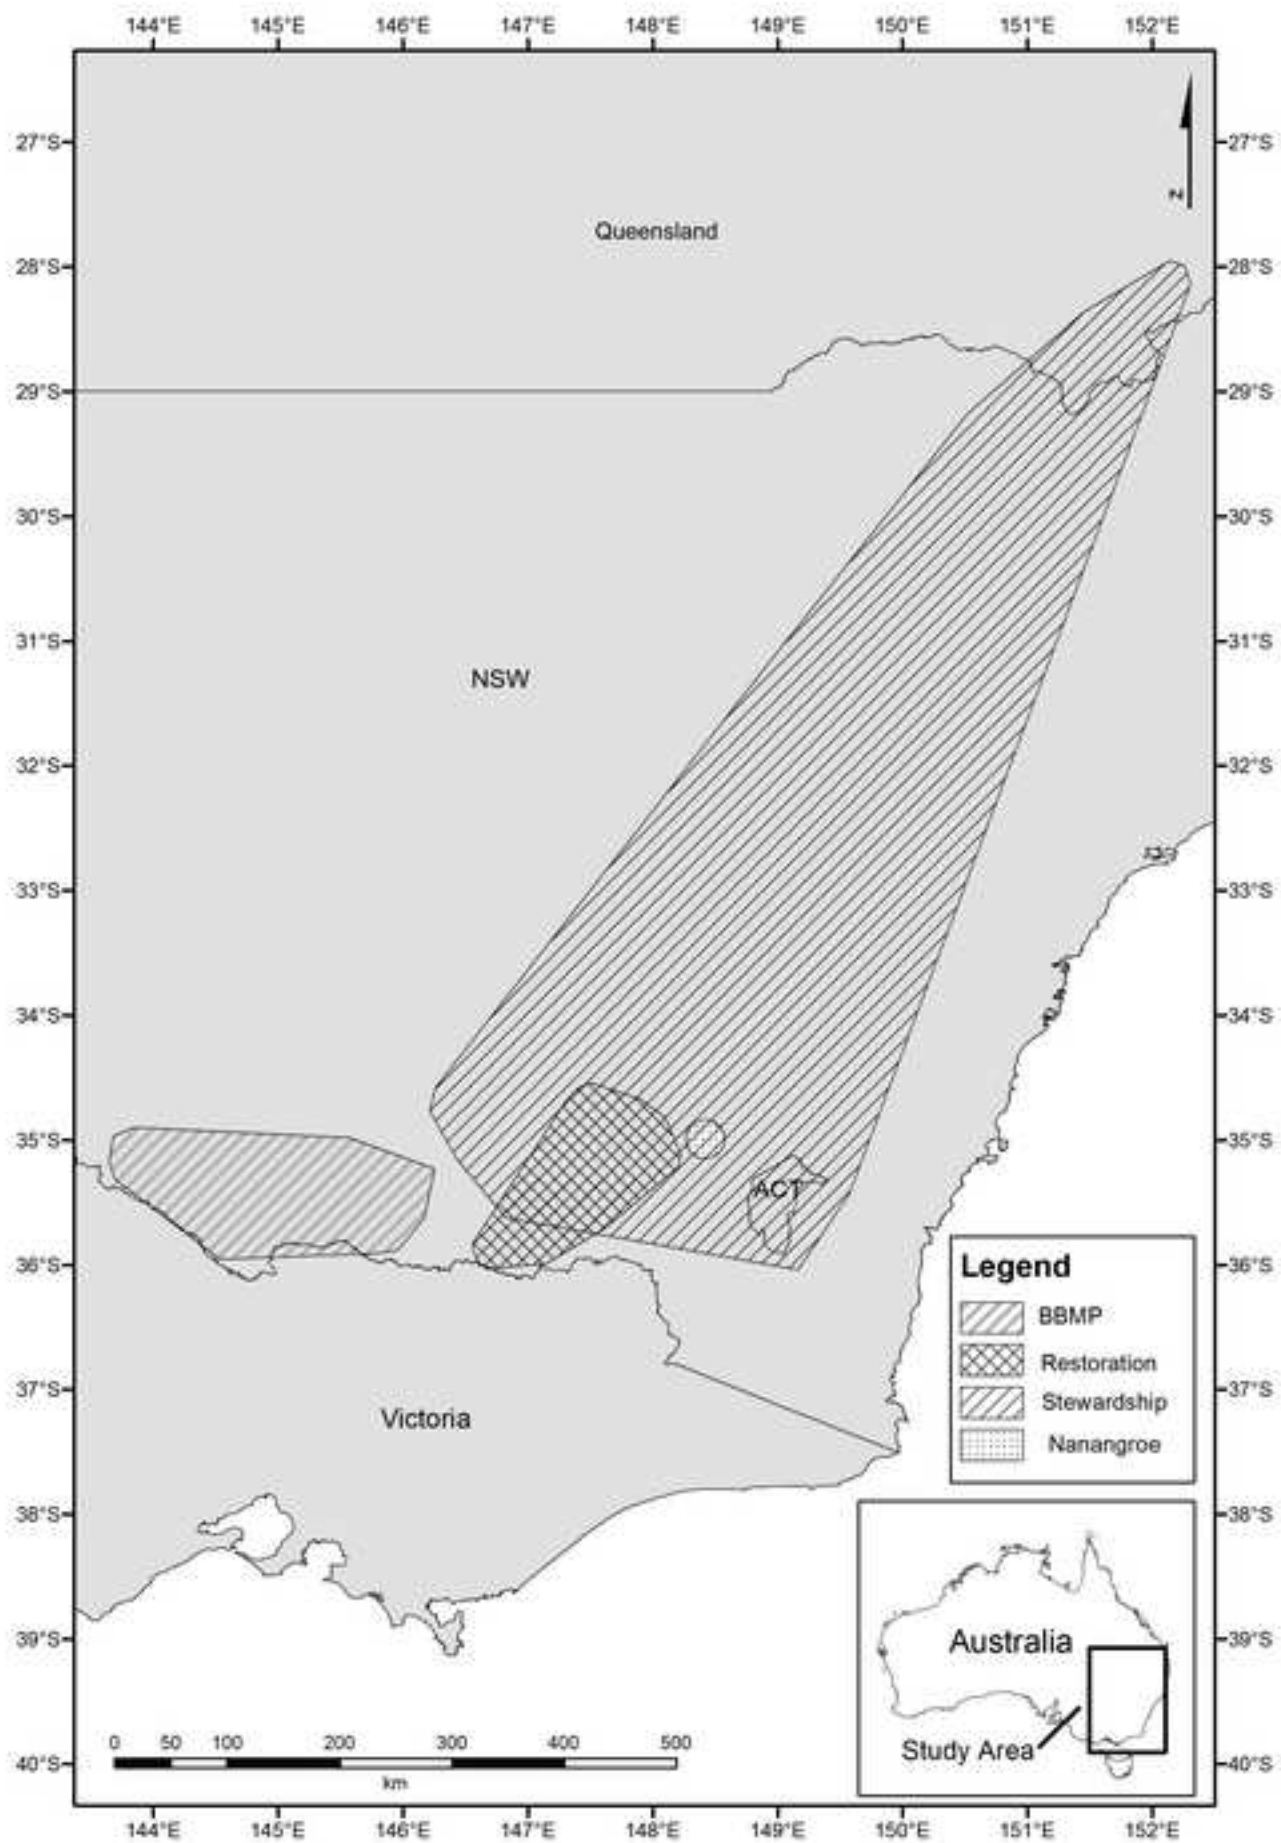 144°E 145°E 146°E 147°E 148°E 149°E 150°E 151°E 152°E
27°S 27°S
N
Queensland
28°S 28°S
29°S 29°S
30°S 30°S
31°S 31°S
NSW
32°S 32°S
33°S 33°S
34°S 34°S
35°S 35°S
ACT
36°S 36°S
Legend
BBMP
Restoration
Stewardship
Nanangroe
37°S 37°S
Victoria
38°S 38°S
39°S 39°S
Australia
Study Area
0 50 100 200 300 400 500
km
40°S 40°S
144°E 145°E 146°E 147°E 148°E 149°E 150°E 151°E 152°E